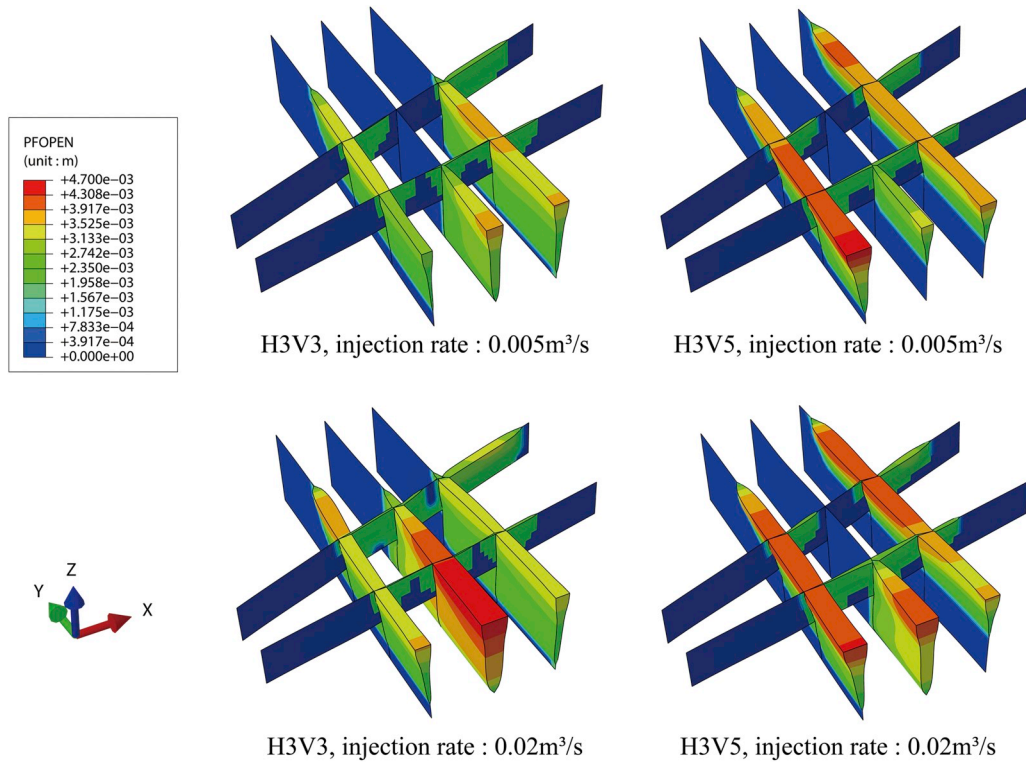 PFOPEN
(unit : m)
+4.700e−03
+4.308e−03
+3.917e−03
+3.525e−03
+3.133e−03
+2.742e−03
+2.350e−03
+1.958e−03
+1.567e−03
+1.175e−03
+7.833e−04
+3.917e−04
+0.000e+00
H3V3, injection rate : 0.005m³/s
H3V5, injection rate : 0.005m³/s
Z
Y
X
H3V3, injection rate : 0.02m³/s
H3V5, injection rate : 0.02m³/s